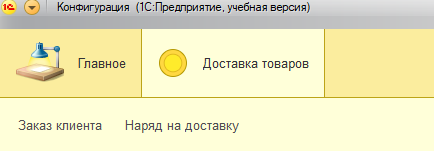 Конфигурация (1С:Предприятие, учебная версия)
Главное Доставка товаров
Заказ клиента Наряд на доставку